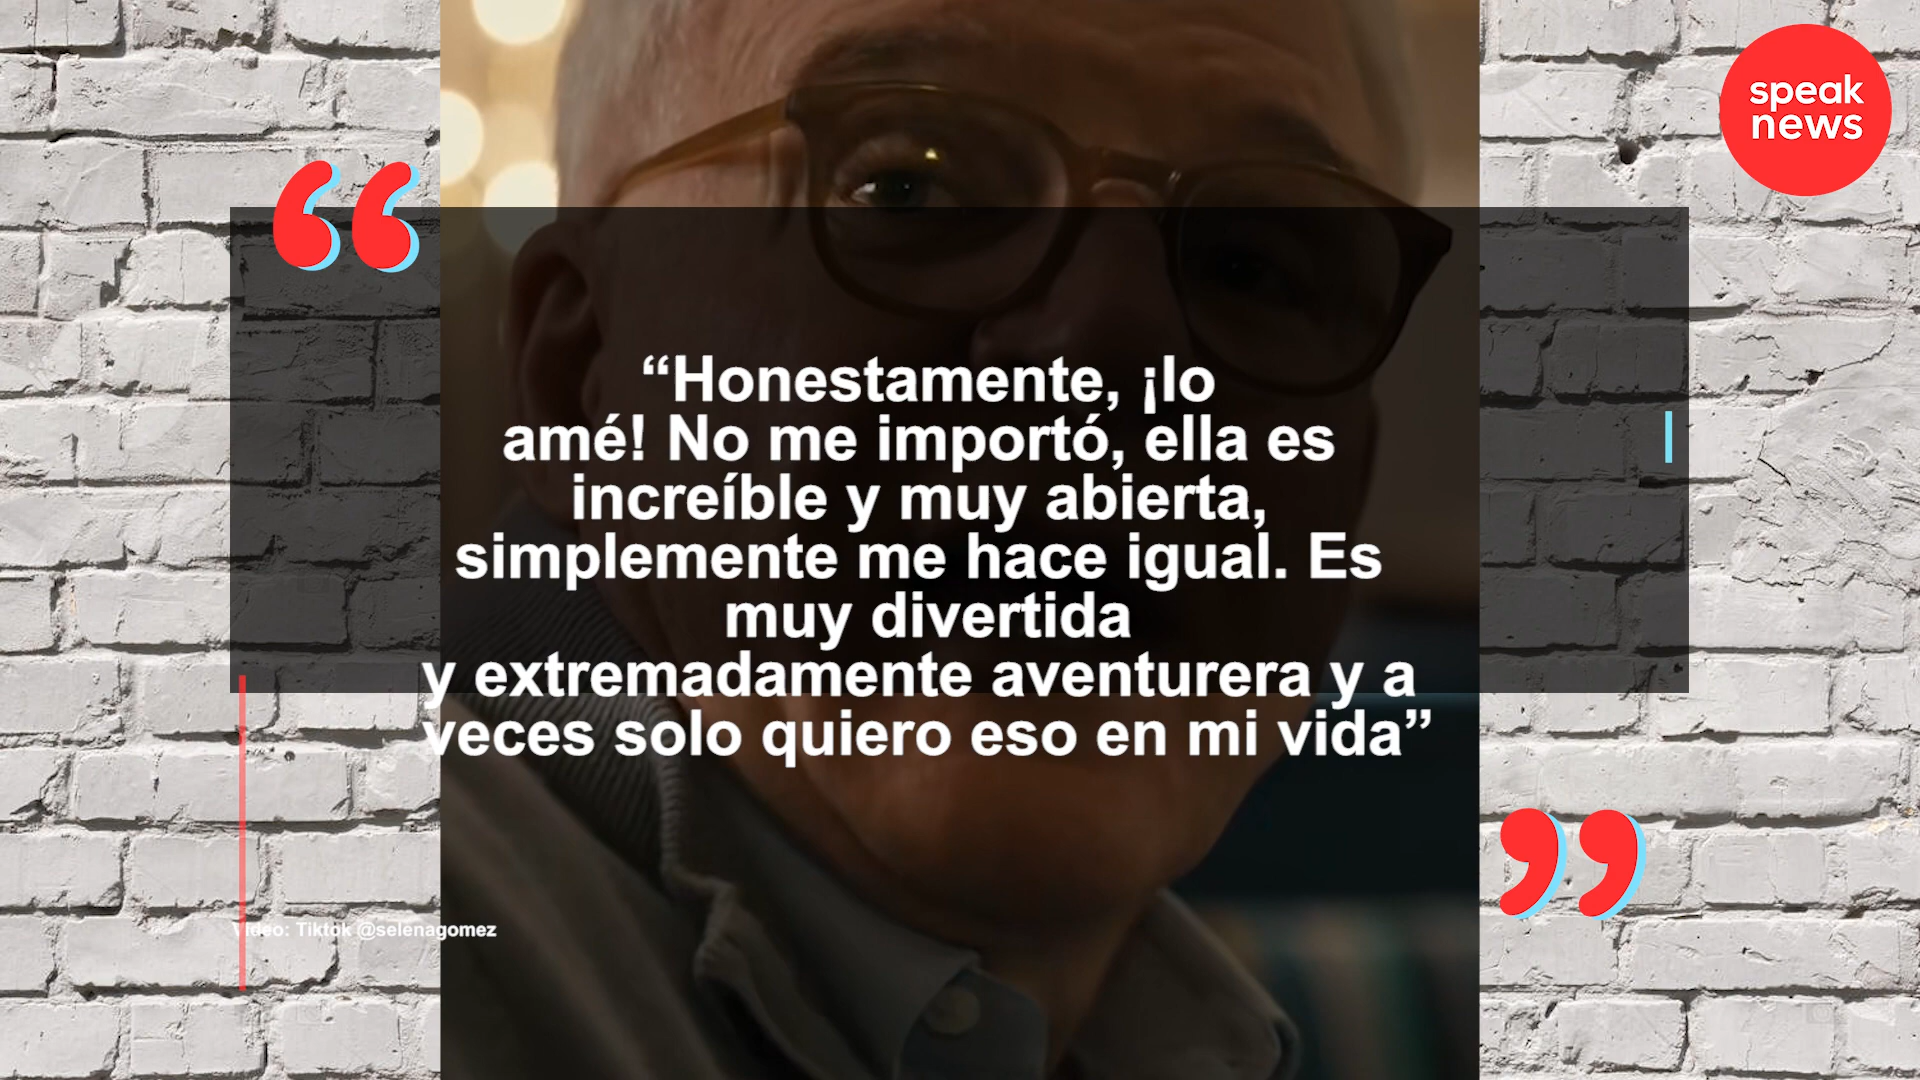 speak
news
“Honestamente, ¡lo
amé! No me importó, ella es
increíble y muy abierta,
simplemente me hace igual. Es
muy divertida
y extremadamente aventurera y a
veces solo quiero eso en mi vida”
Video: Tiktok @selenagomez